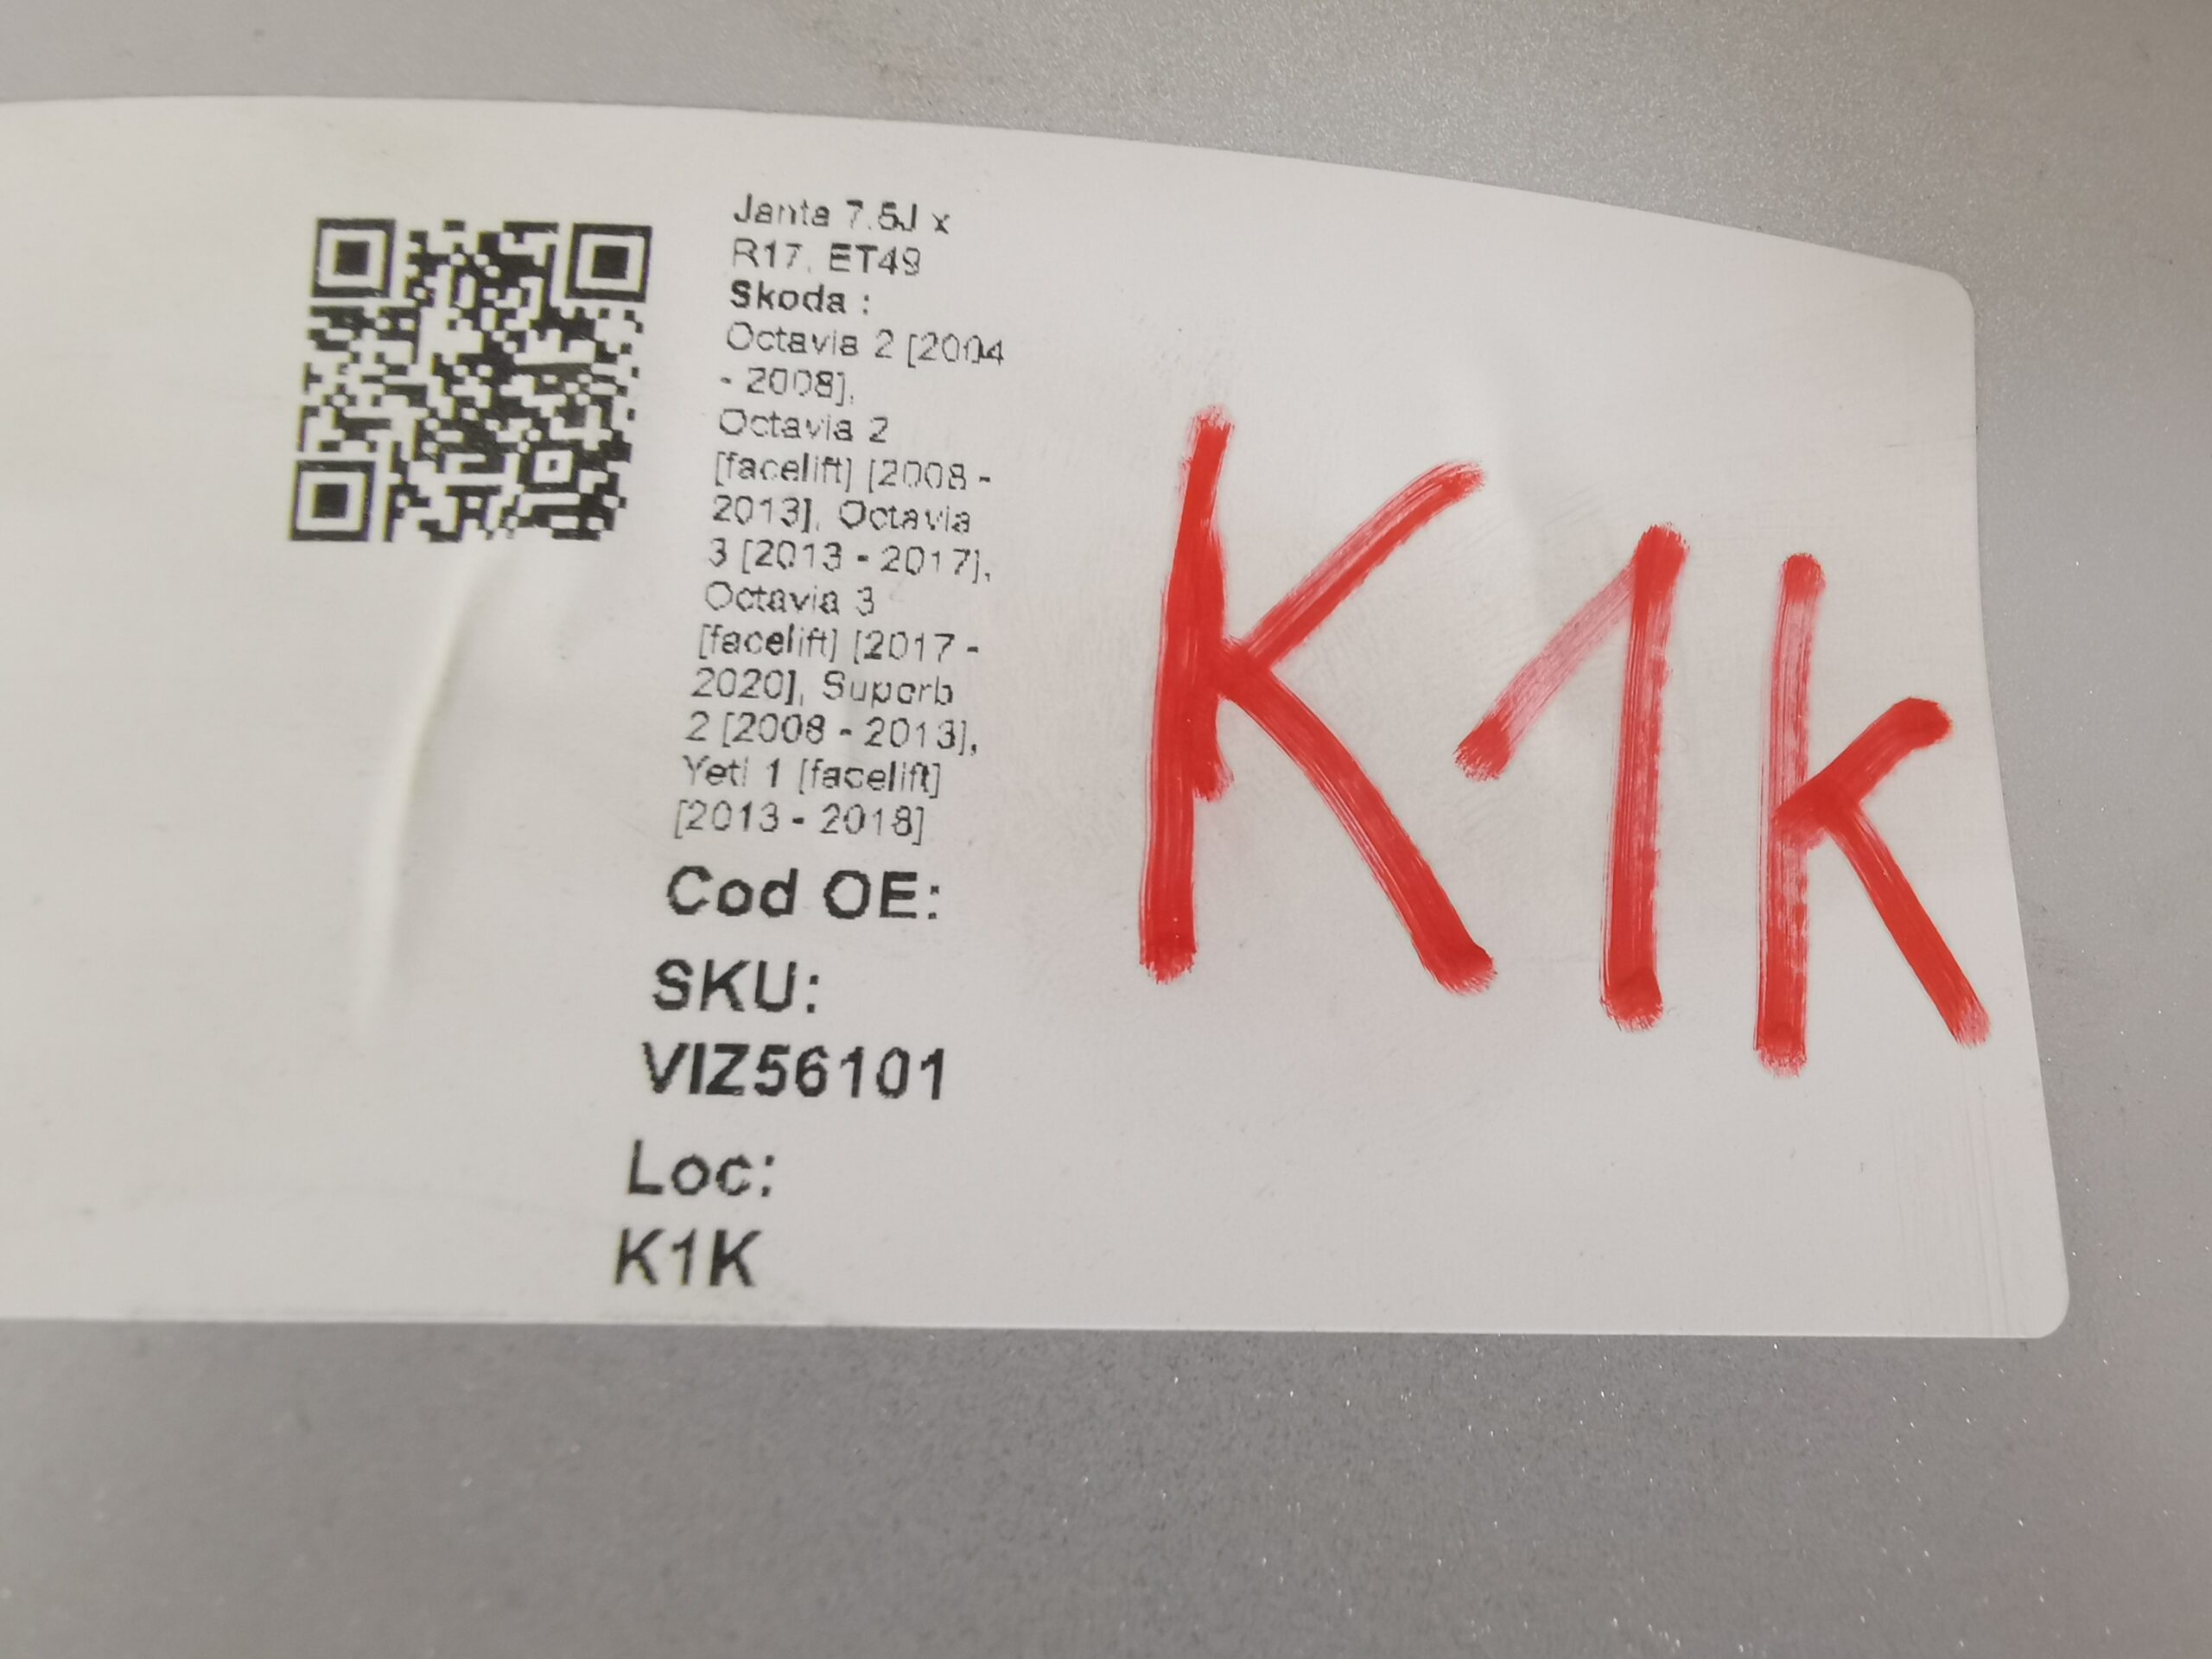 Janta 7.5J x
R17, ET49
Skoda :
Octavia 2 [2004
- 2008],
Octavia 2
[facelift] [2008 -
2013], Octavia
3 [2013 - 2017],
Octavia 3
[facelift] [2017 -
2020], Superb
2 [2008 - 2013],
Yeti 1 [facelift]
[2013 - 2018]
Cod OE:
SKU:
VIZ56101
Loc:
K1K
K1k